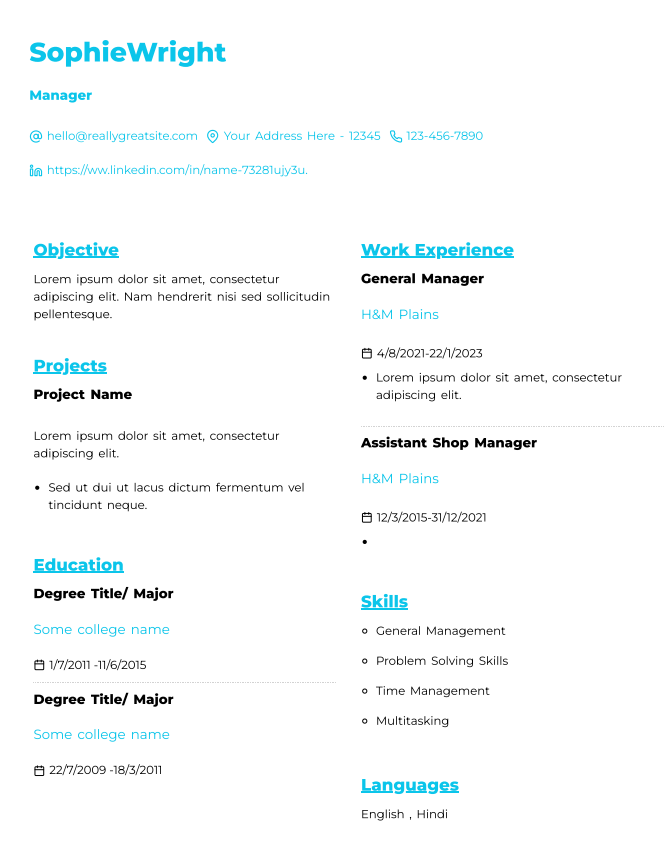 SophieWright
Manager
hello@reallygreatsite.com Your Address Here - 12345 123-456-7890
https://ww.linkedin.com/in/name-73281ujy3u.
Objective
Lorem ipsum dolor sit amet, consectetur
adipiscing elit. Nam hendrerit nisi sed sollicitudin
pellentesque.
Projects
Project Name
Lorem ipsum dolor sit amet, consectetur
adipiscing elit.
• Sed ut dui ut lacus dictum fermentum vel
tincidunt neque.
Education
Degree Title/ Major
Some college name
1/7/2011 -11/6/2015
Degree Title/ Major
Some college name
22/7/2009 -18/3/2011
Work Experience
General Manager
H&M Plains
4/8/2021-22/1/2023
• Lorem ipsum dolor sit amet, consectetur
adipiscing elit.
Assistant Shop Manager
H&M Plains
12/3/2015-31/12/2021
•
Skills
General Management
Problem Solving Skills
Time Management
Multitasking
Languages
English , Hindi